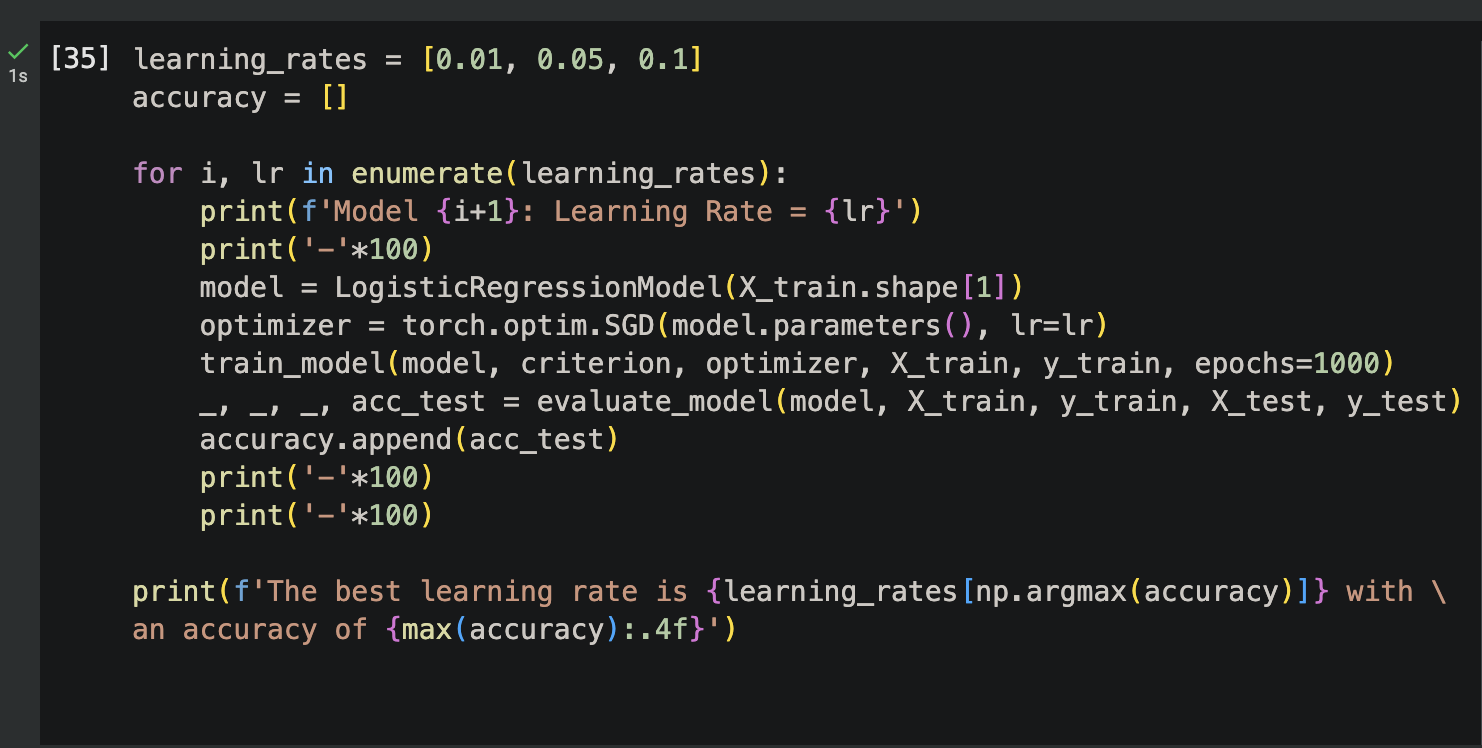 [35] learning_rates = [0.01, 0.05, 0.1]
1s
accuracy = []
for i, lr in enumerate(learning_rates):
    print(f'Model {i+1}: Learning Rate = {lr}')
    print('-'*100)
    model = LogisticRegressionModel(X_train.shape[1])
    optimizer = torch.optim.SGD(model.parameters(), lr=lr)
    train_model(model, criterion, optimizer, X_train, y_train, epochs=1000)
    _, _, _, acc_test = evaluate_model(model, X_train, y_train, X_test, y_test)
    accuracy.append(acc_test)
    print('-'*100)
    print('-'*100)
print(f'The best learning rate is {learning_rates[np.argmax(accuracy)]} with \
an accuracy of {max(accuracy):.4f}')